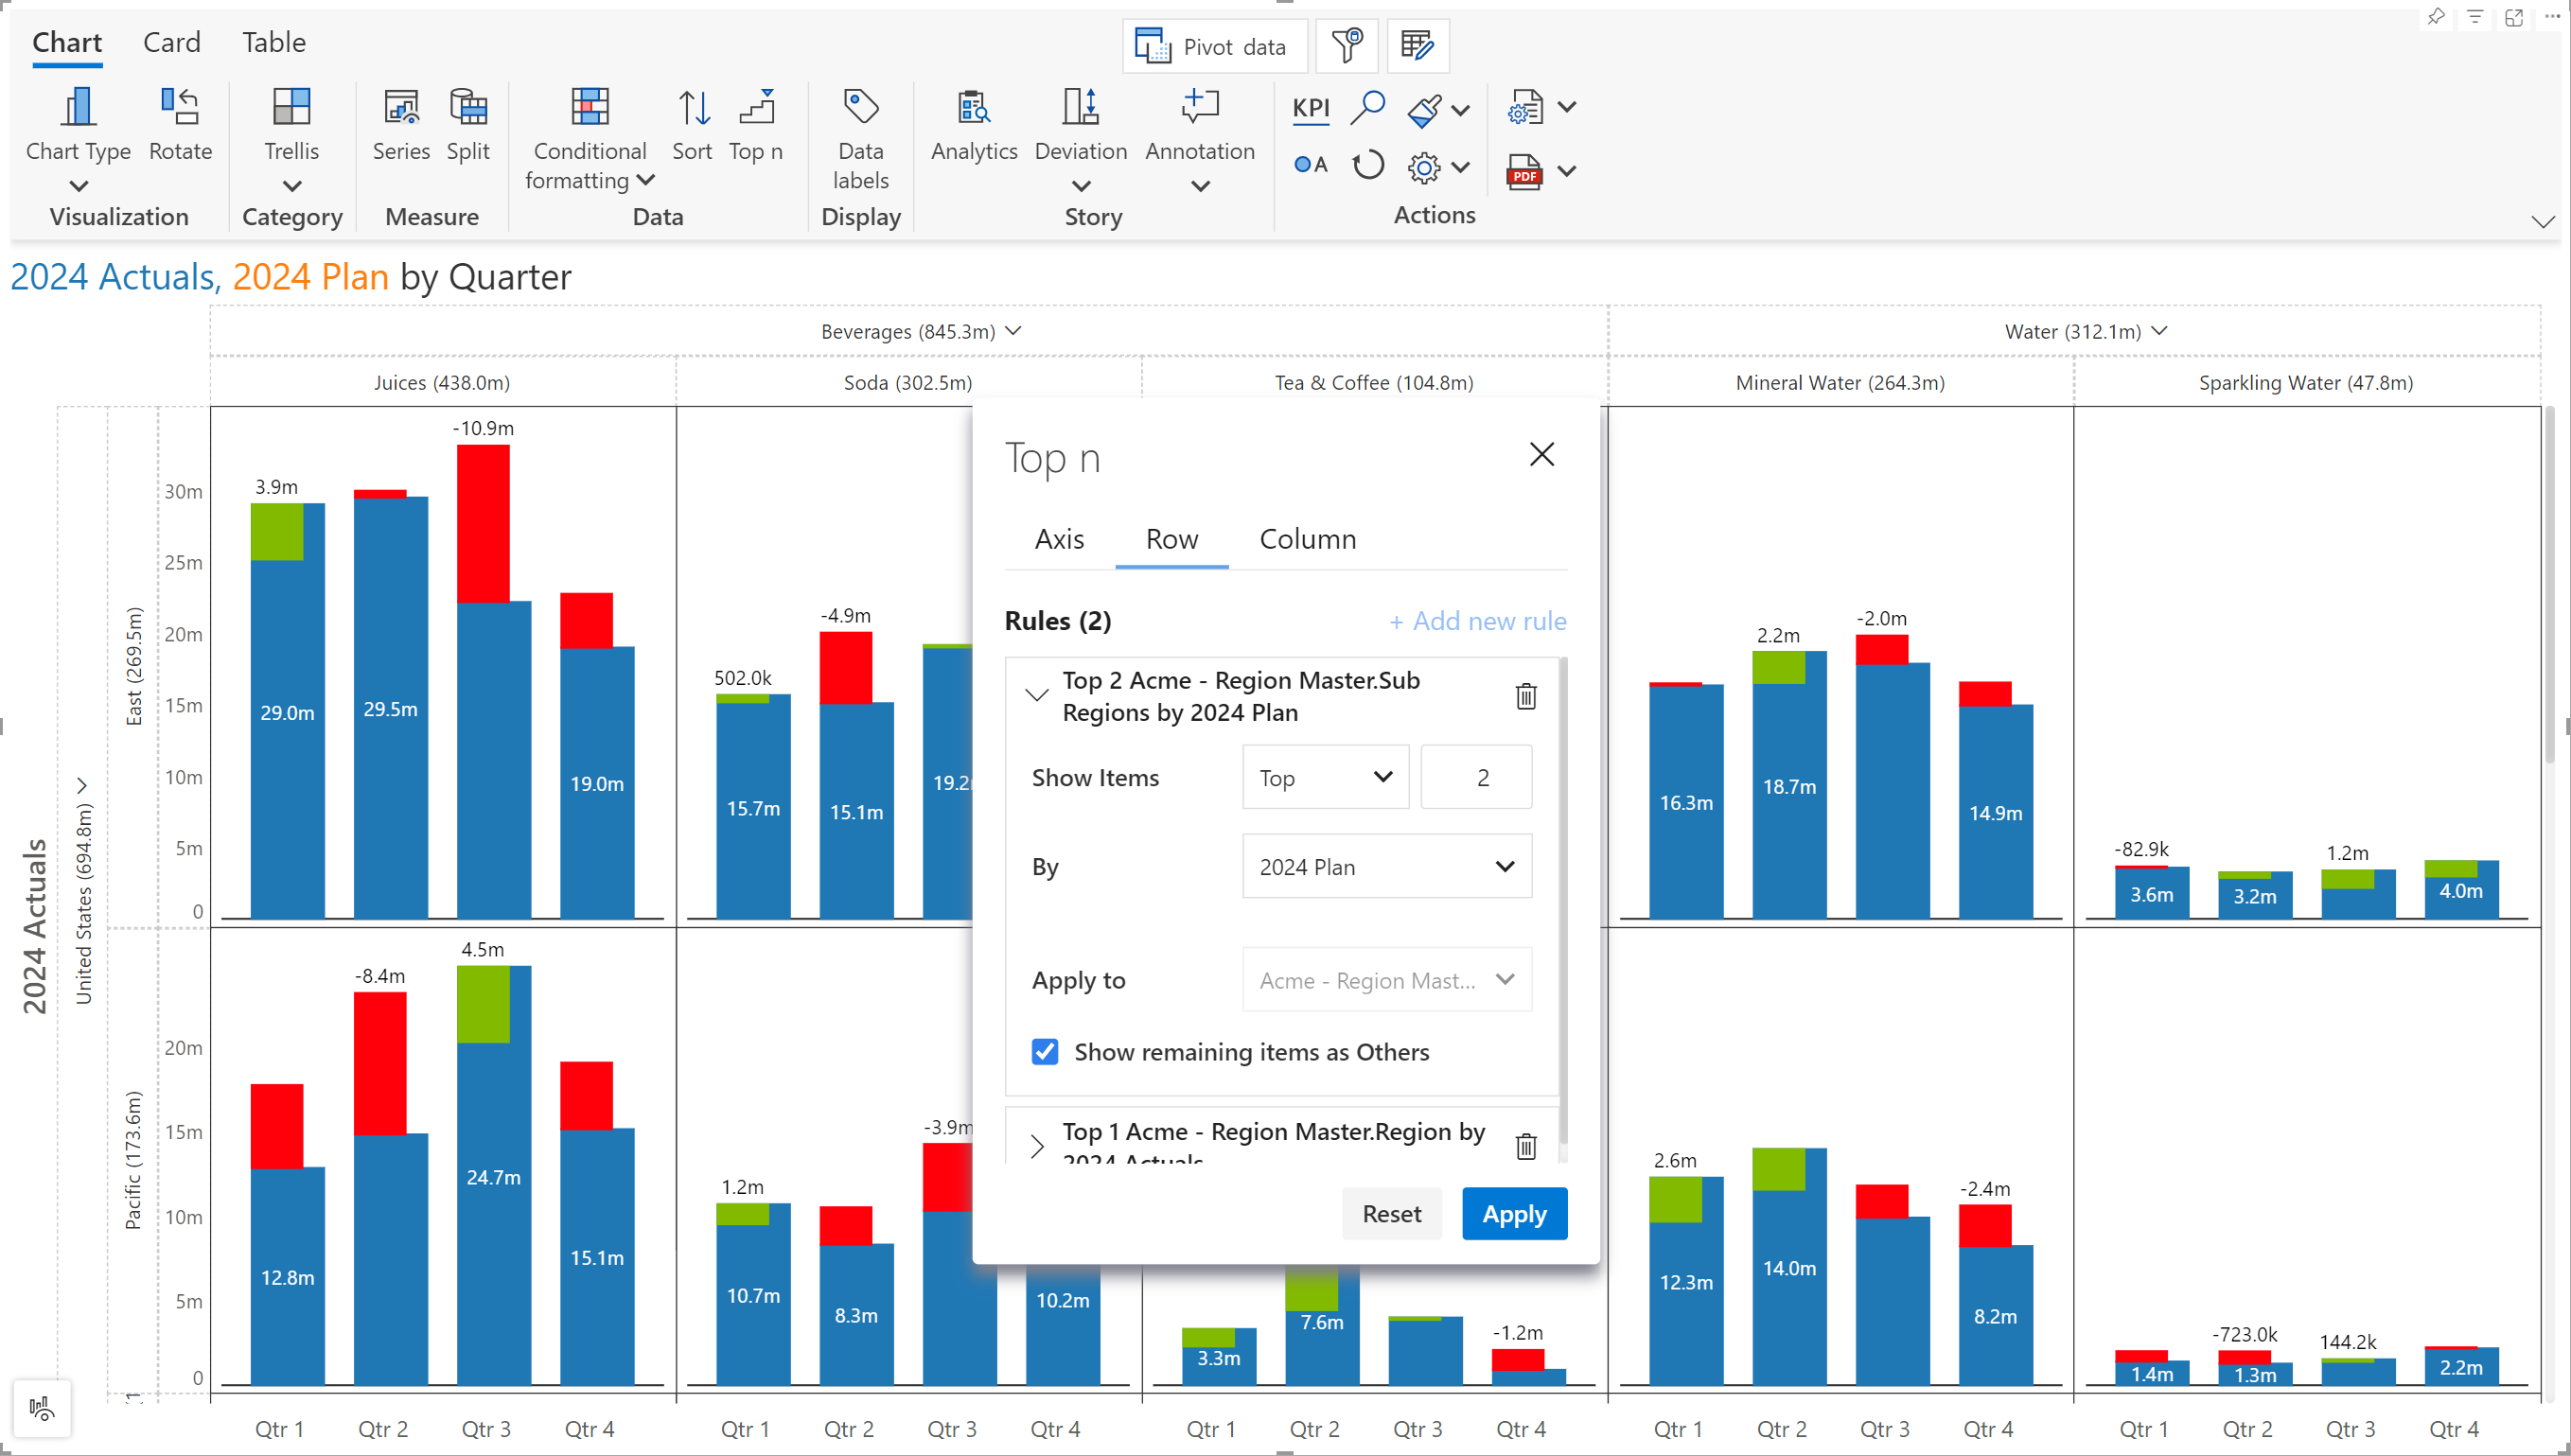 Chart Card Table
Pivot data
Chart Type Rotate Trellis Series Split Conditional formatting Sort Top n Data labels Analytics Deviation Annotation KPI
A
PDF
Visualization Category Measure Data Display Story Actions
2024 Actuals, 2024 Plan by Quarter
Beverages (845.3m) Water (312.1m)
Juices (438.0m) Soda (302.5m) Tea & Coffee (104.8m) Mineral Water (264.3m) Sparkling Water (47.8m)
2024 Actuals
United States (694.8m)
East (269.5m)
30m
25m
20m
15m
10m
5m
0
-10.9m
3.9m
29.0m 29.5m 19.0m
-4.9m
502.0k
15.7m 15.1m
-2.0m
2.2m
16.3m 18.7m 14.9m
-82.9k 1.2m
3.6m 3.2m 4.0m
Pacific (173.6m)
20m
15m
10m
5m
0
4.5m
-8.4m
24.7m
12.8m 15.1m
1.2m
10.7m 8.3m 10.2m
7.6m
-1.2m
3.3m
2.6m
-2.4m
12.3m 14.0m 8.2m
-723.0k 144.2k
1.4m 1.3m 2.2m
Qtr 1 Qtr 2 Qtr 3 Qtr 4 Qtr 1 Qtr 2 Qtr 3 Qtr 4 Qtr 1 Qtr 2 Qtr 3 Qtr 4 Qtr 1 Qtr 2 Qtr 3 Qtr 4 Qtr 1 Qtr 2 Qtr 3 Qtr 4
Top n
Axis Row Column
Rules (2)
+ Add new rule
Top 2 Acme - Region Master.Sub
Regions by 2024 Plan
Show Items Top 2
By 2024 Plan
Apply to Acme - Region Mast...
Show remaining items as Others
Top 1 Acme - Region Master.Region by
2024 Actuals
Reset Apply
19.2
-3.9m